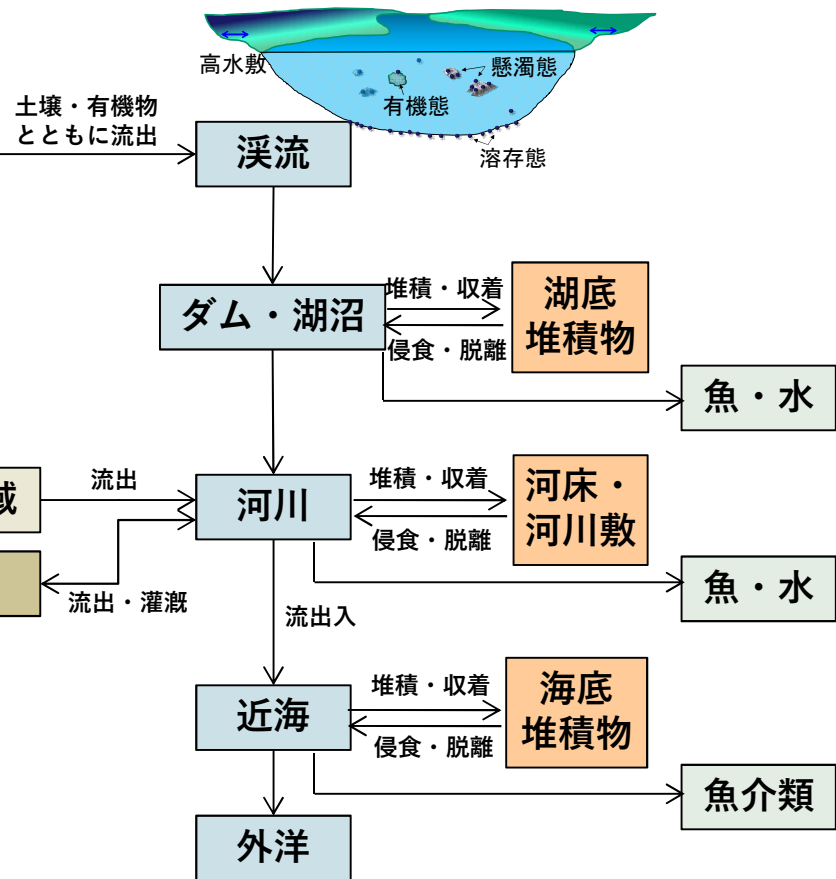 高水敷
懸濁態
有機態
溶存態
土壌・有機物
とともに流出
渓流
ダム・湖沼
堆積・収着
侵食・脱離
湖底
堆積物
魚・水
域
流出
河川
堆積・収着
侵食・脱離
河床・
河川敷
流出・灌漑
魚・水
流出入
近海
堆積・収着
侵食・脱離
海底
堆積物
魚介類
外洋